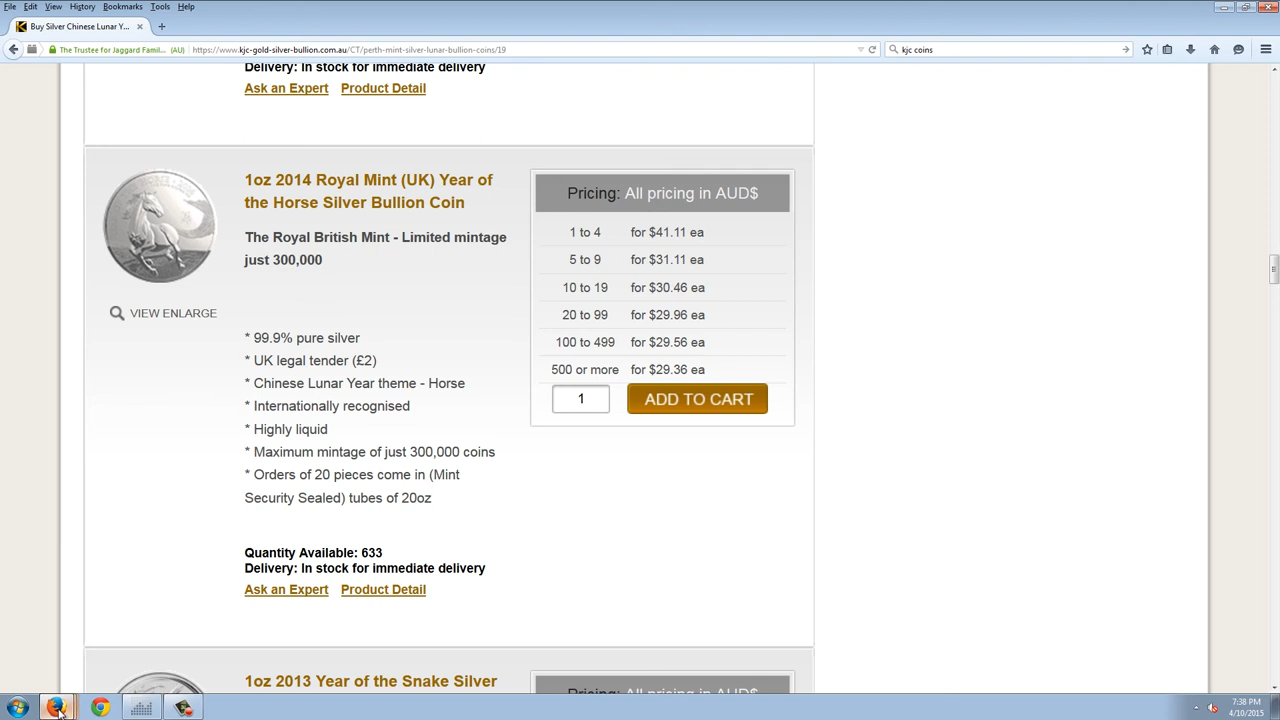 File Edit View History Bookmarks Tools Help
Buy Silver Chinese Lunar Y... × +
The Trustee for Jaggard Famil... (AU) https://www.kjc-gold-silver-bullion.com.au/CT/perth-mint-silver-lunar-bullion-coins/19 kjc coins
Delivery: In stock for immediate delivery
Ask an Expert Product Detail
1oz 2014 Royal Mint (UK) Year of
the Horse Silver Bullion Coin
The Royal British Mint - Limited mintage
just 300,000
VIEW ENLARGE
* 99.9% pure silver
* UK legal tender (£2)
* Chinese Lunar Year theme - Horse
* Internationally recognised
* Highly liquid
* Maximum mintage of just 300,000 coins
* Orders of 20 pieces come in (Mint
Security Sealed) tubes of 20oz
Quantity Available: 633
Delivery: In stock for immediate delivery
Ask an Expert Product Detail
Pricing: All pricing in AUD$
1 to 4 for $41.11 ea
5 to 9 for $31.11 ea
10 to 19 for $30.46 ea
20 to 99 for $29.96 ea
100 to 499 for $29.56 ea
500 or more for $29.36 ea
1 ADD TO CART
1oz 2013 Year of the Snake Silver
Pricing: All pricing in AUD$
7:38 PM
4/10/2015